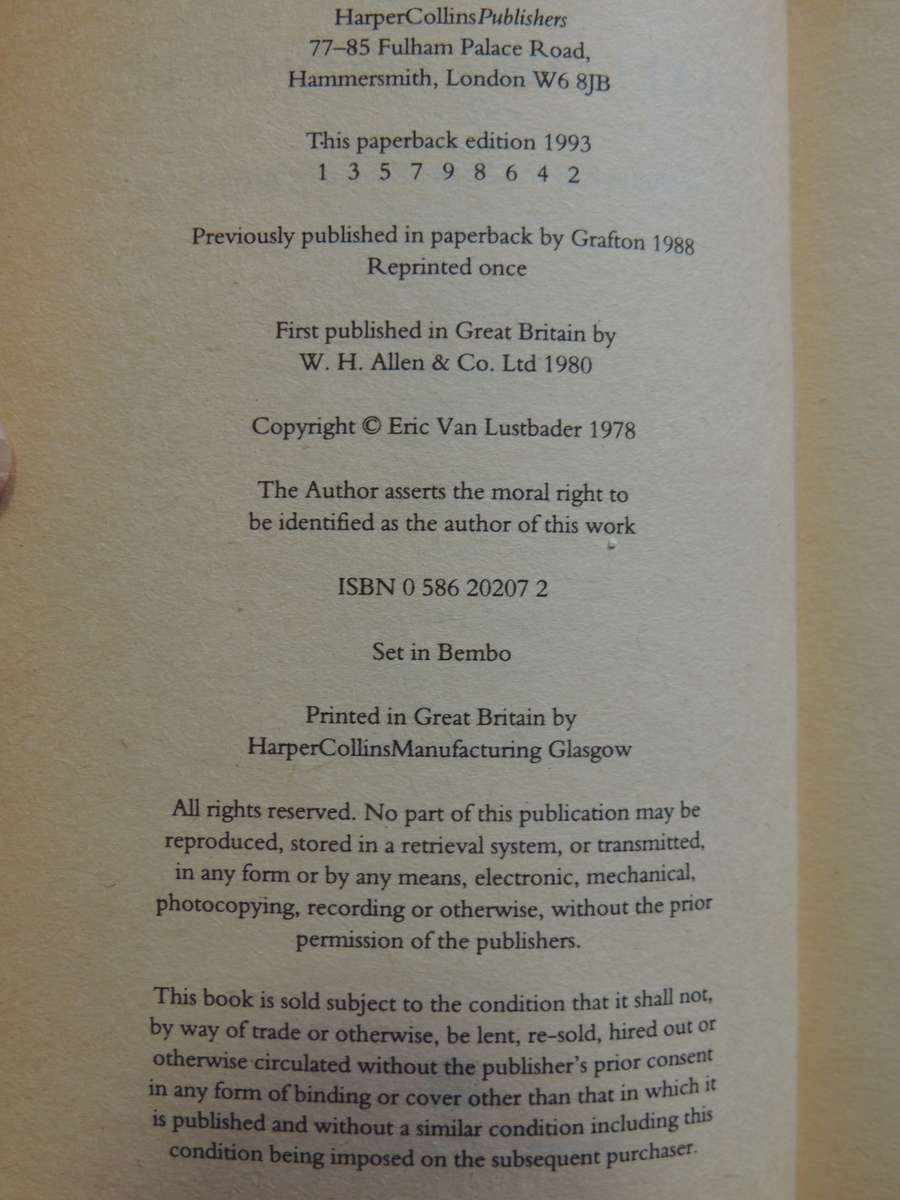 HarperCollinsPublishers
77–85 Fulham Palace Road,
Hammersmith, London W6 8JB
This paperback edition 1993
1 3 5 7 9 8 6 4 2
Previously published in paperback by Grafton 1988
Reprinted once
First published in Great Britain by
W. H. Allen & Co. Ltd 1980
Copyright © Eric Van Lustbader 1978
The Author asserts the moral right to
be identified as the author of this work
ISBN 0 586 20207 2
Set in Bembo
Printed in Great Britain by
HarperCollinsManufacturing Glasgow
All rights reserved. No part of this publication may be
reproduced, stored in a retrieval system, or transmitted,
in any form or by any means, electronic, mechanical,
photocopying, recording or otherwise, without the prior
permission of the publishers.
This book is sold subject to the condition that it shall not,
by way of trade or otherwise, be lent, re-sold, hired out or
otherwise circulated without the publisher's prior consent
in any form of binding or cover other than that in which it
is published and without a similar condition including this
condition being imposed on the subsequent purchaser.